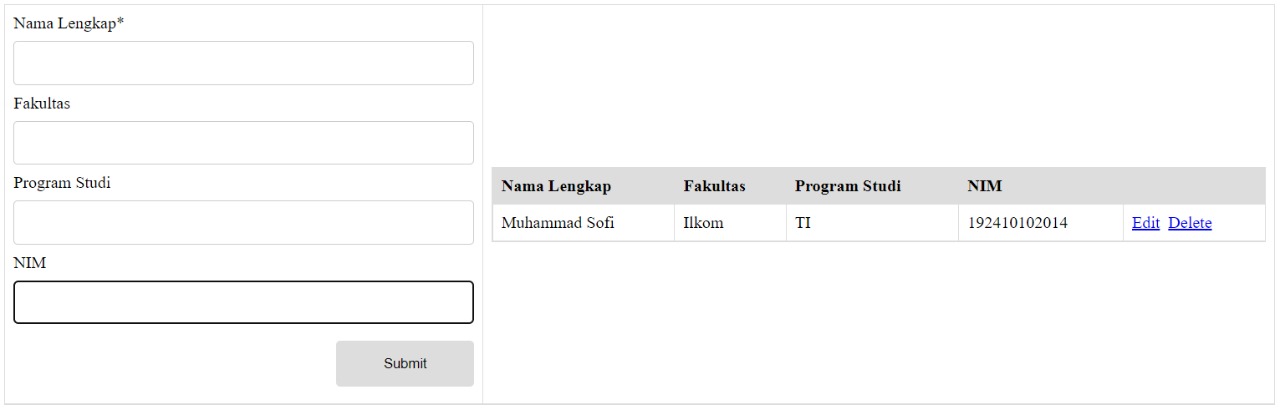 Nama Lengkap*
Fakultas
Program Studi
NIM
Submit
Nama Lengkap Fakultas Program Studi NIM
Muhammad Sofi Ilkom TI 192410102014 Edit Delete